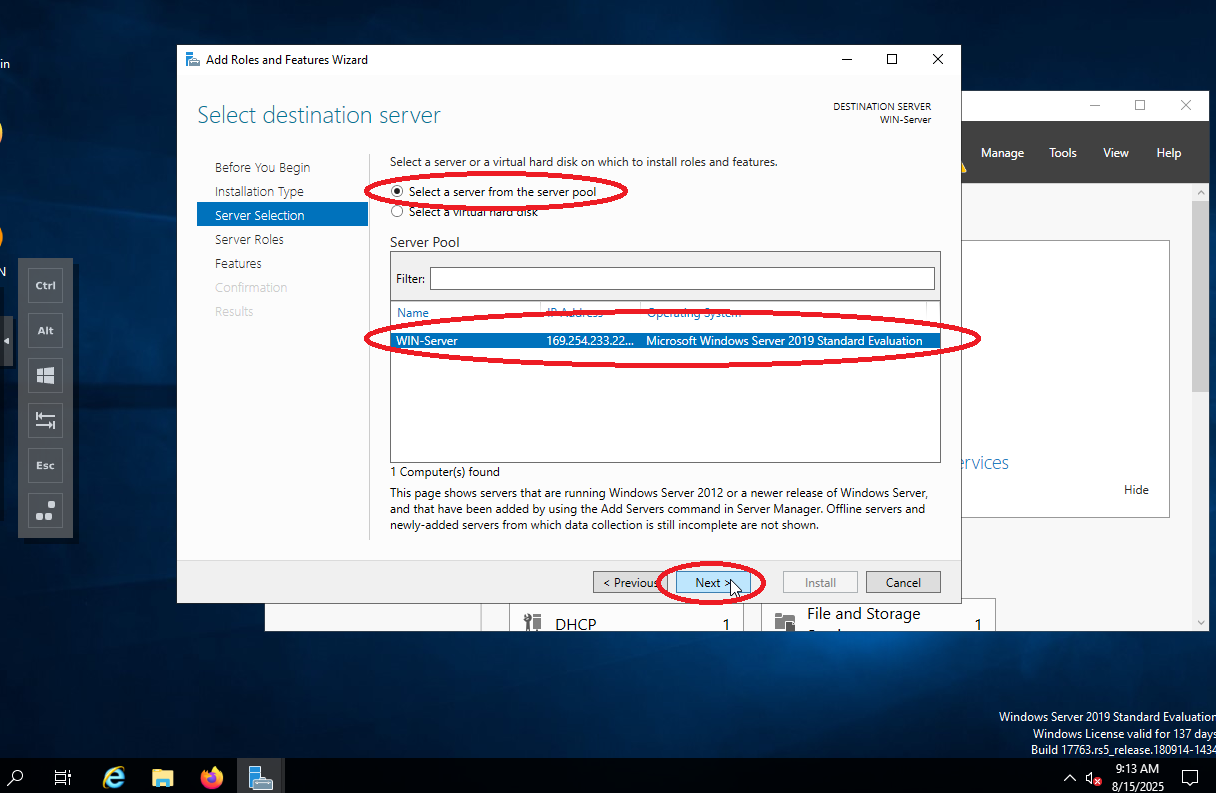 in
Add Roles and Features Wizard
Select destination server
DESTINATION SERVER
WIN-Server
Manage Tools View Help
Before You Begin
Installation Type
Server Selection
Server Roles
Features
Confirmation
Results
Select a server or a virtual hard disk on which to install roles and features.
Select a server from the server pool
Select a virtual hard disk
Server Pool
Filter:
Name IP Address Operating System
WIN-Server 169.254.233.22... Microsoft Windows Server 2019 Standard Evaluation
1 Computer(s) found
This page shows servers that are running Windows Server 2012 or a newer release of Windows Server,
and that have been added by using the Add Servers command in Server Manager. Offline servers and
newly-added servers from which data collection is still incomplete are not shown.
< Previous Next > Install Cancel
N
Ctrl
Alt
Esc
ervices
Hide
DHCP 1
File and Storage 1
Windows Server 2019 Standard Evaluation
Windows License valid for 137 days
Build 17763.rs5_release.180914-1434
9:13 AM
8/15/2025